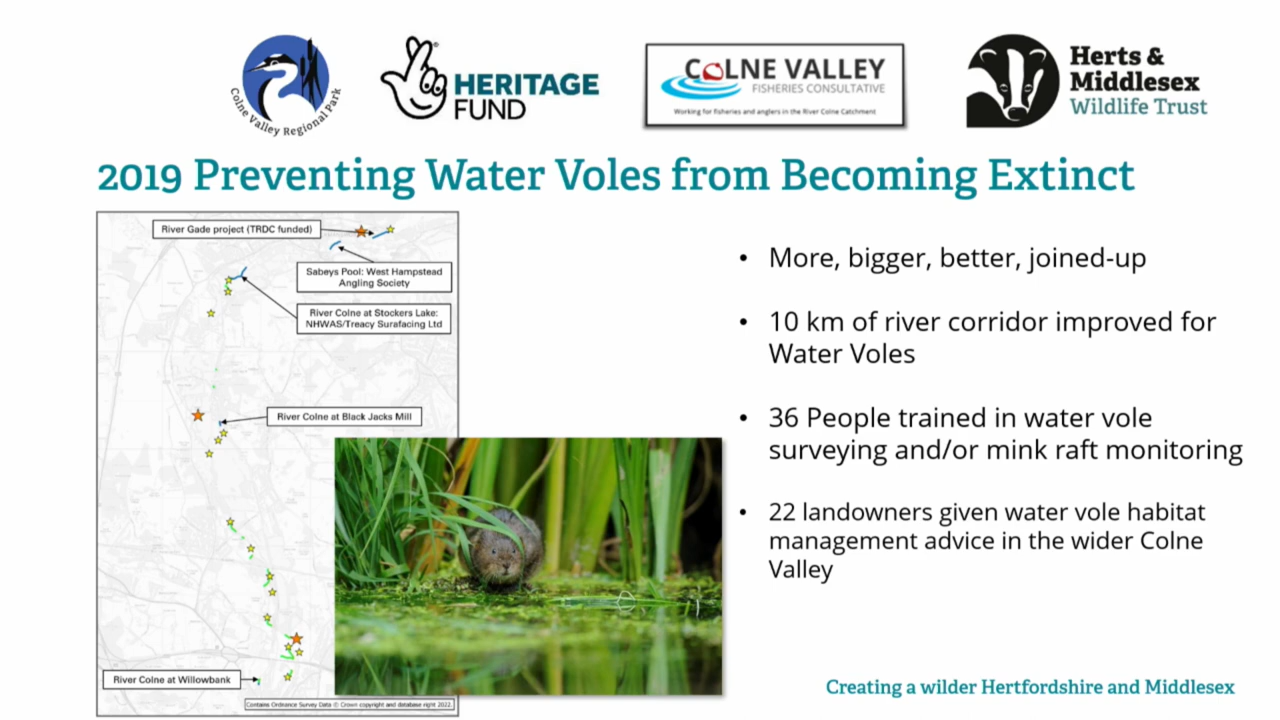 Colne Valley Regional Park
HERITAGE
FUND
COLNE VALLEY
FISHERIES CONSULTATIVE
Working for fisheries and anglers in the River Colne Catchment
Herts &
Middlesex
Wildlife Trust
2019 Preventing Water Voles from Becoming Extinct
River Gade project (TRDC funded)
Sabeys Pool: West Hampstead
Angling Society
River Colne at Stockers Lake:
NHWAS/Treacy Surafacing Ltd
River Colne at Black Jacks Mill
River Colne at Willowbank
Contains Ordnance Survey Data © Crown copyright and database right 2022.
• More, bigger, better, joined-up
• 10 km of river corridor improved for
Water Voles
• 36 People trained in water vole
surveying and/or mink raft monitoring
• 22 landowners given water vole habitat
management advice in the wider Colne
Valley
Creating a wilder Hertfordshire and Middlesex